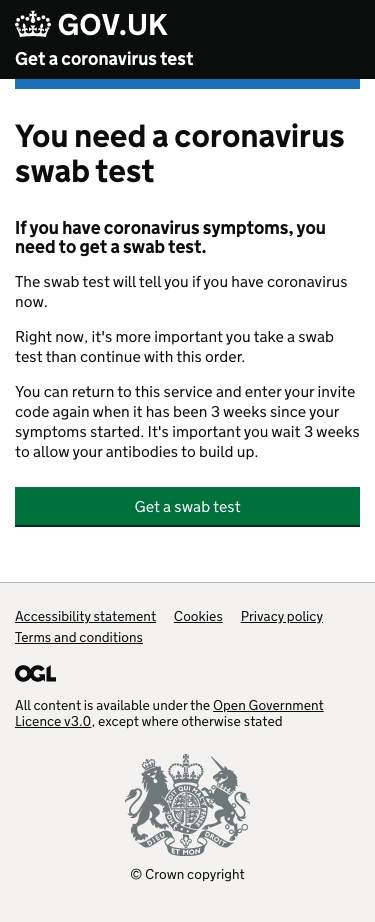 GOV.UK
Get a coronavirus test
You need a coronavirus
swab test
If you have coronavirus symptoms, you
need to get a swab test.
The swab test will tell you if you have coronavirus
now.
Right now, it's more important you take a swab
test than continue with this order.
You can return to this service and enter your invite
code again when it has been 3 weeks since your
symptoms started. It's important you wait 3 weeks
to allow your antibodies to build up.
Get a swab test
Accessibility statement Cookies Privacy policy
Terms and conditions
OGL
All content is available under the Open Government
Licence v3.0, except where otherwise stated
DIEU ET MON DROIT
© Crown copyright